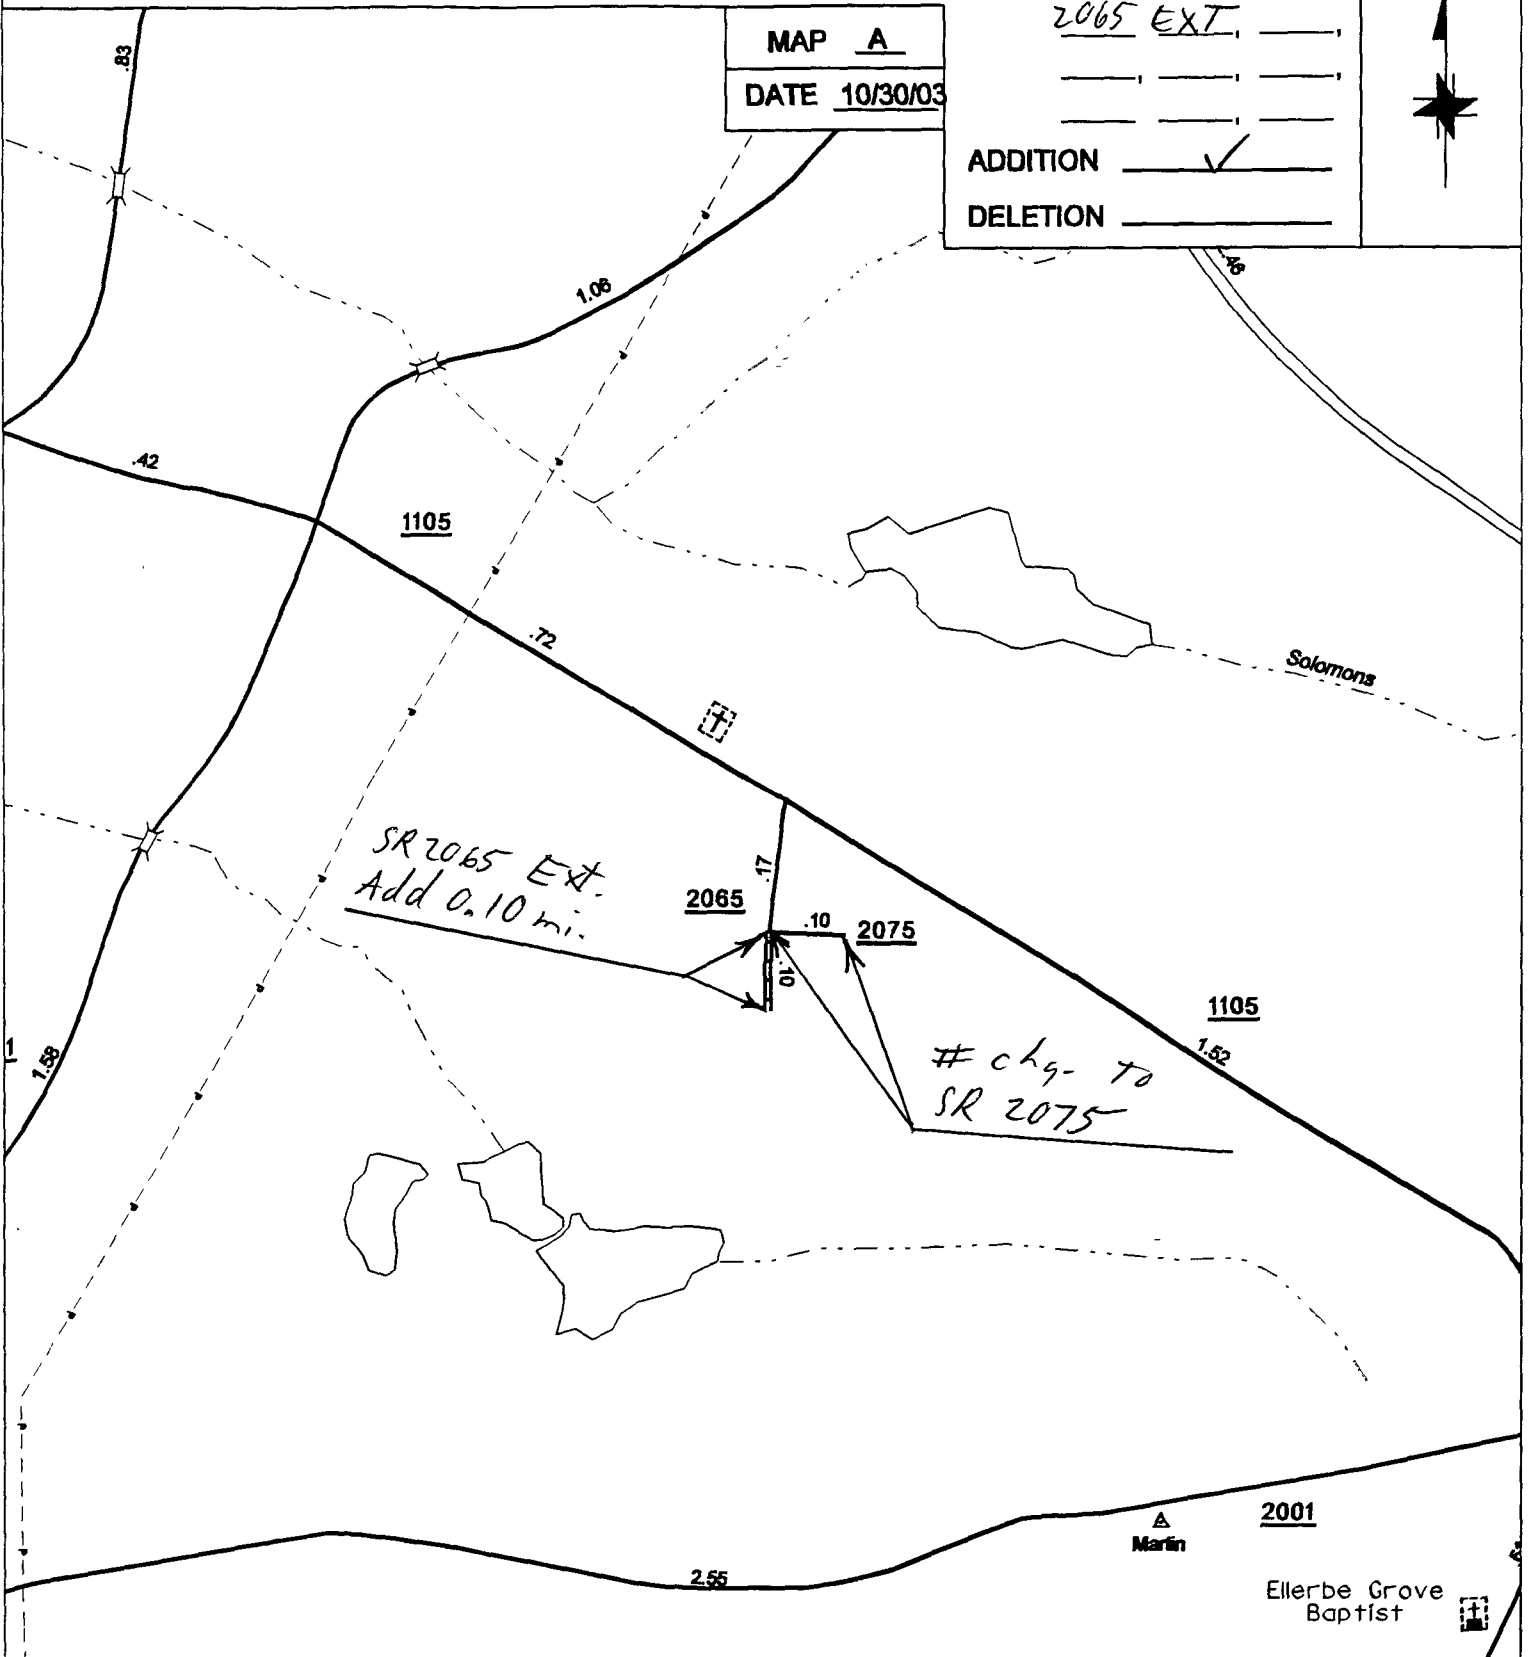 2065 EXT, ,
MAP A
DATE 10/30/03
ADDITION ✓
DELETION
.83
.46
1.06
.42
1105
.72
Solomons
SR 2065 Ext.
Add 0.10 mi.
.17
2065
.10
2075
.10
1105
1.52
# chg. To
SR 2075
1
1.58
2001
Martin
2.55
Ellerbe Grove
Baptist